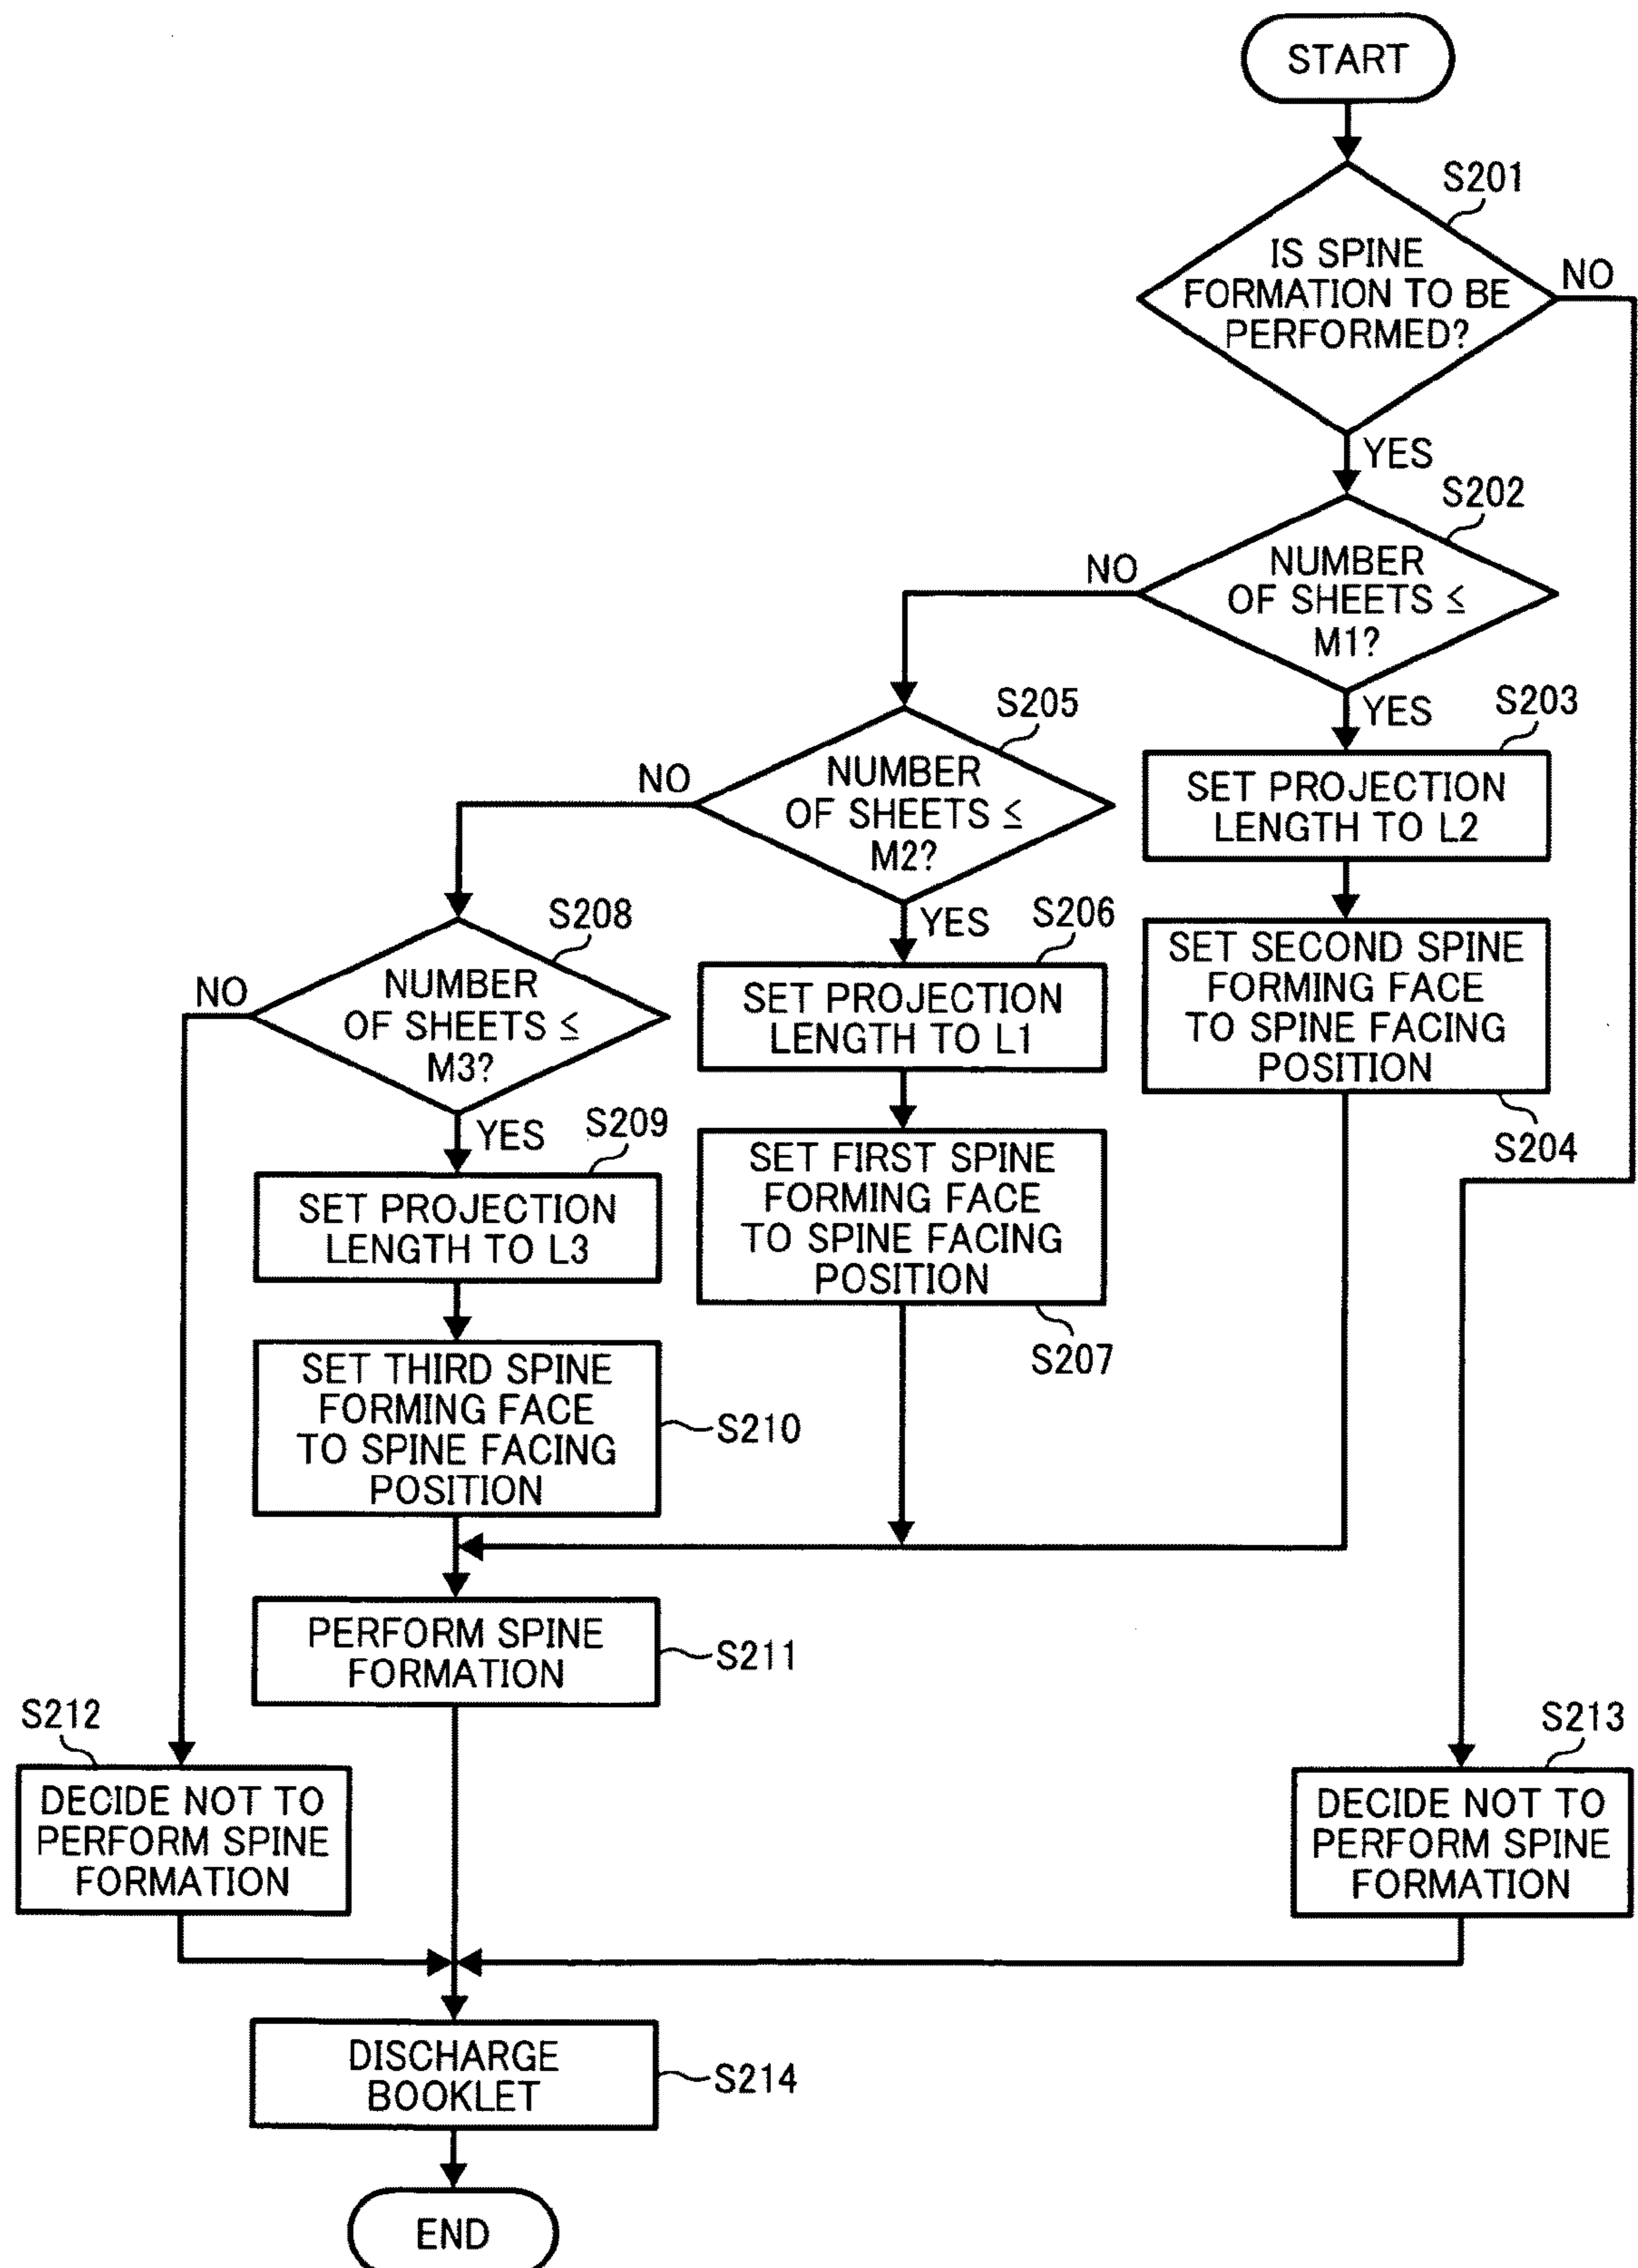 START
S201
IS SPINE
FORMATION TO BE
PERFORMED?
NO
YES
S202
NUMBER
OF SHEETS ≤
M1?
NO
YES
S203
SET PROJECTION
LENGTH TO L2
SET SECOND SPINE
FORMING FACE
TO SPINE FACING
POSITION
S204
S205
NUMBER
OF SHEETS ≤
M2?
NO
YES
S206
SET PROJECTION
LENGTH TO L1
SET FIRST SPINE
FORMING FACE
TO SPINE FACING
POSITION
S207
S208
NUMBER
OF SHEETS ≤
M3?
NO
YES
S209
SET PROJECTION
LENGTH TO L3
SET THIRD SPINE
FORMING FACE
TO SPINE FACING
POSITION
S210
PERFORM SPINE
FORMATION
S211
S212
DECIDE NOT TO
PERFORM SPINE
FORMATION
S213
DECIDE NOT TO
PERFORM SPINE
FORMATION
DISCHARGE
BOOKLET
S214
END